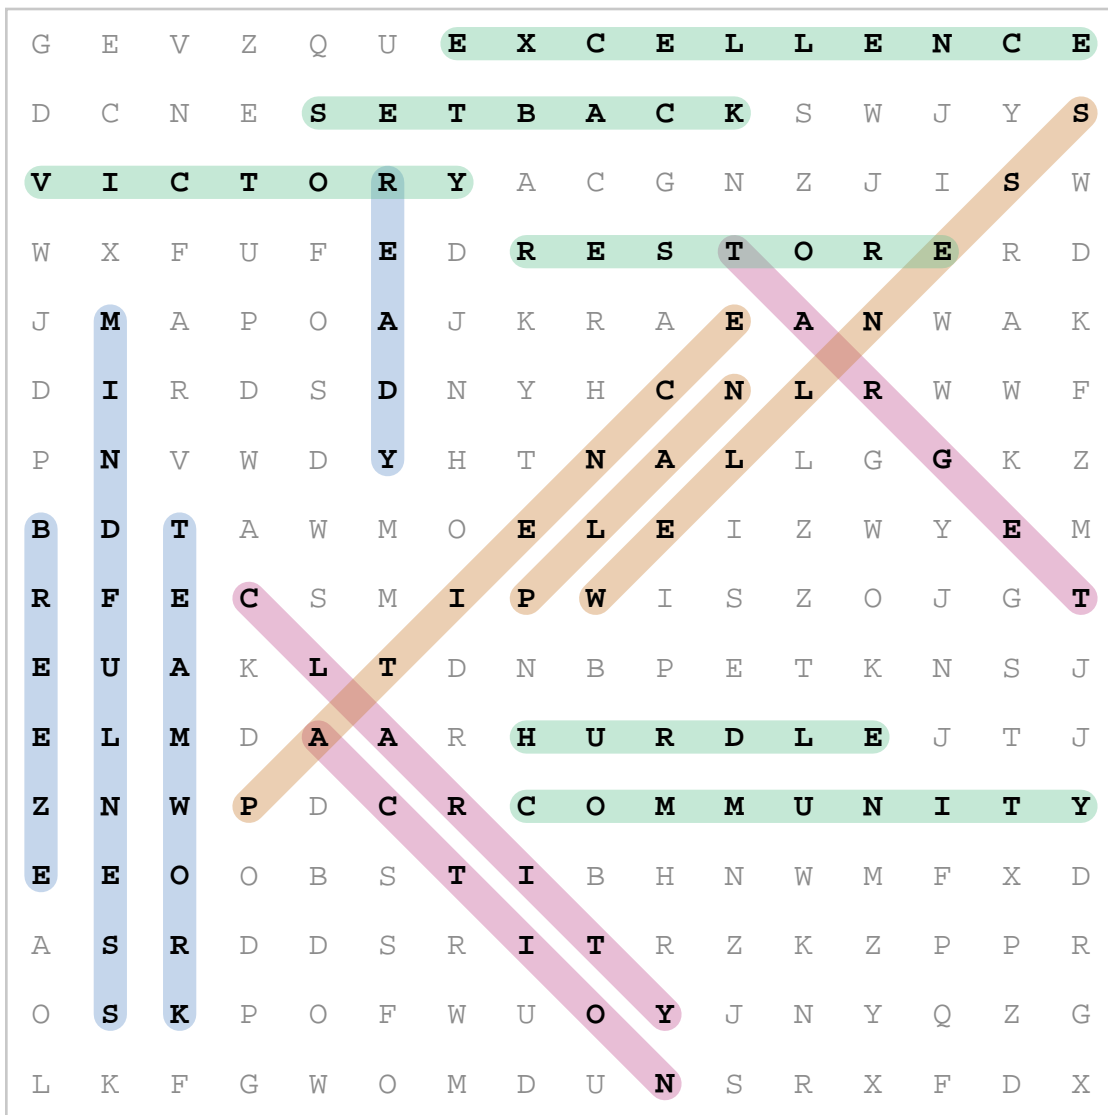 G E V Z Q U E X C E L L E N C E
D C N E S E T B A C K S W J Y S
V I C T O R Y A C G N Z J I S W
W X F U F E D R E S T O R E R D
J M A P O A J K R A E A N W A K
D I R D S D N Y H C N L R W W F
P N V W D Y H T N A L L G G K Z
B D T A W M O E L E I Z W Y E M
R F E C S M I P W I S Z O J G T
E U A K L T D N B P E T K N S J
E L M D A A R H U R D L E J T J
Z N W P D C R C O M M U N I T Y
E E O O B S T I B H N W M F X D
A S R D D S R I T R Z K Z P P R
O S K P O F W U O Y J N Y Q Z G
L K F G W O M D U N S R X F D X